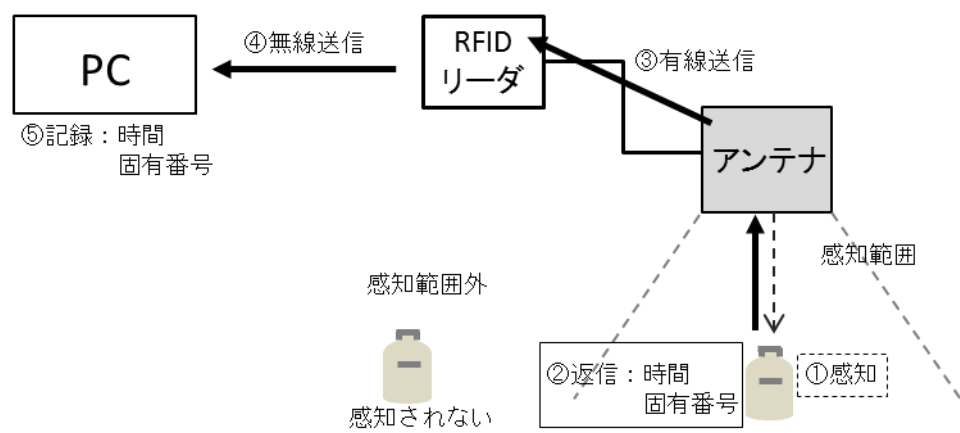 PC
④無線送信
RFID
リーダ
③有線送信
⑤記録：時間
固有番号
アンテナ
感知範囲
感知範囲外
②返信：時間
固有番号
①感知
感知されない